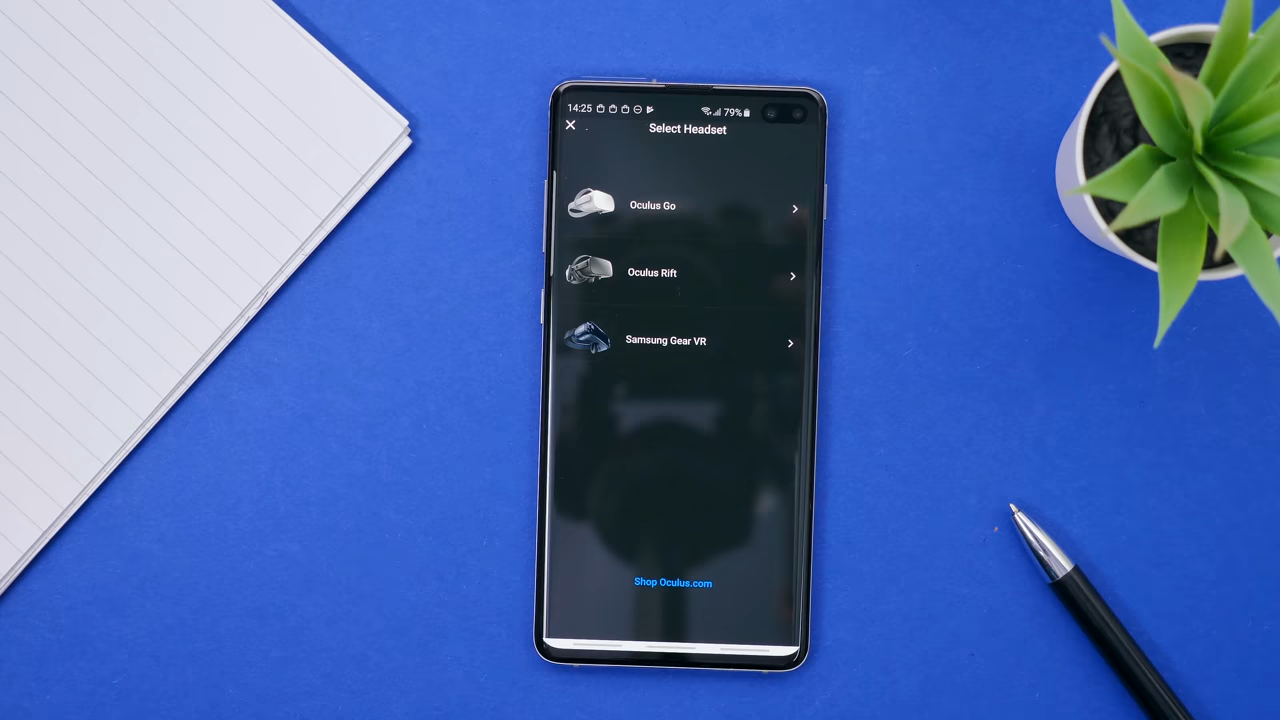 14:25 79%
Select Headset
Oculus Go
Oculus Rift
Samsung Gear VR
Shop Oculus.com